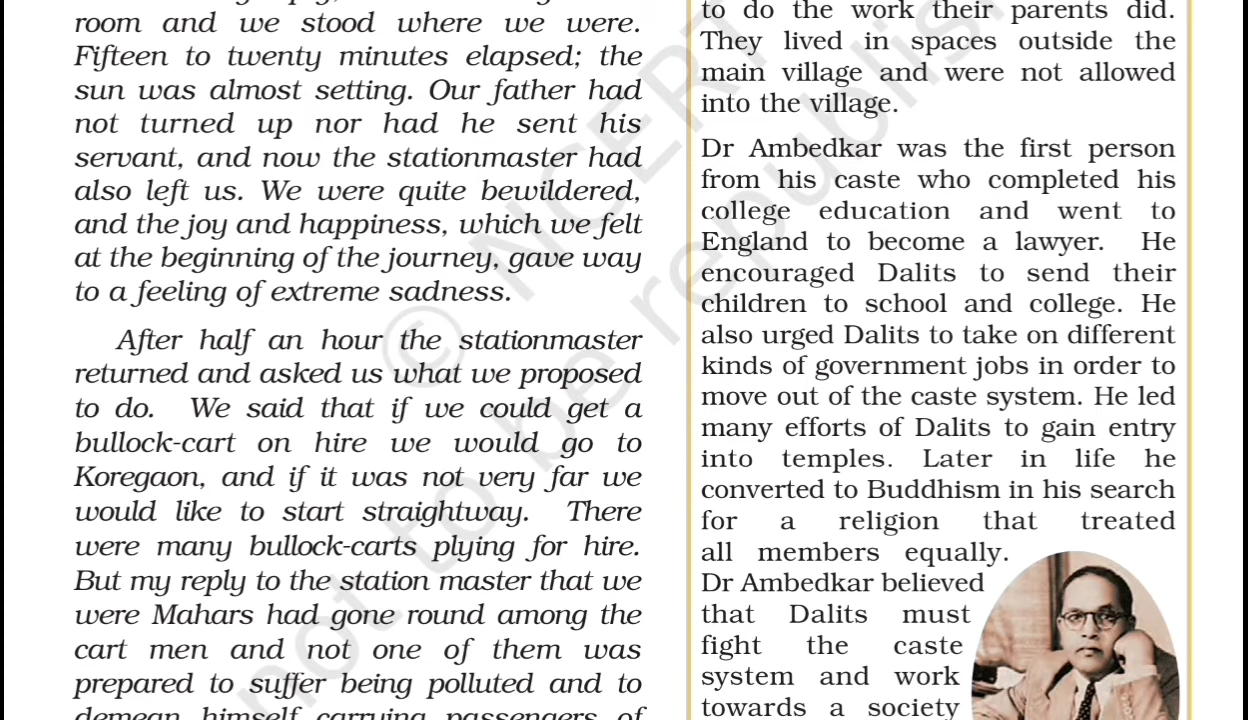 room and we stood where we were.
Fifteen to twenty minutes elapsed; the
sun was almost setting. Our father had
not turned up nor had he sent his
servant, and now the stationmaster had
also left us. We were quite bewildered,
and the joy and happiness, which we felt
at the beginning of the journey, gave way
to a feeling of extreme sadness.
After half an hour the stationmaster
returned and asked us what we proposed
to do. We said that if we could get a
bullock-cart on hire we would go to
Koregaon, and if it was not very far we
would like to start straightway. There
were many bullock-carts plying for hire.
But my reply to the station master that we
were Mahars had gone round among the
cart men and not one of them was
prepared to suffer being polluted and to
demean himself carrying passengers of
to do the work their parents did.
They lived in spaces outside the
main village and were not allowed
into the village.
Dr Ambedkar was the first person
from his caste who completed his
college education and went to
England to become a lawyer. He
encouraged Dalits to send their
children to school and college. He
also urged Dalits to take on different
kinds of government jobs in order to
move out of the caste system. He led
many efforts of Dalits to gain entry
into temples. Later in life he
converted to Buddhism in his search
for a religion that treated
all members equally.
Dr Ambedkar believed
that Dalits must
fight the caste
system and work
towards a society
© NCERT
not to be republis